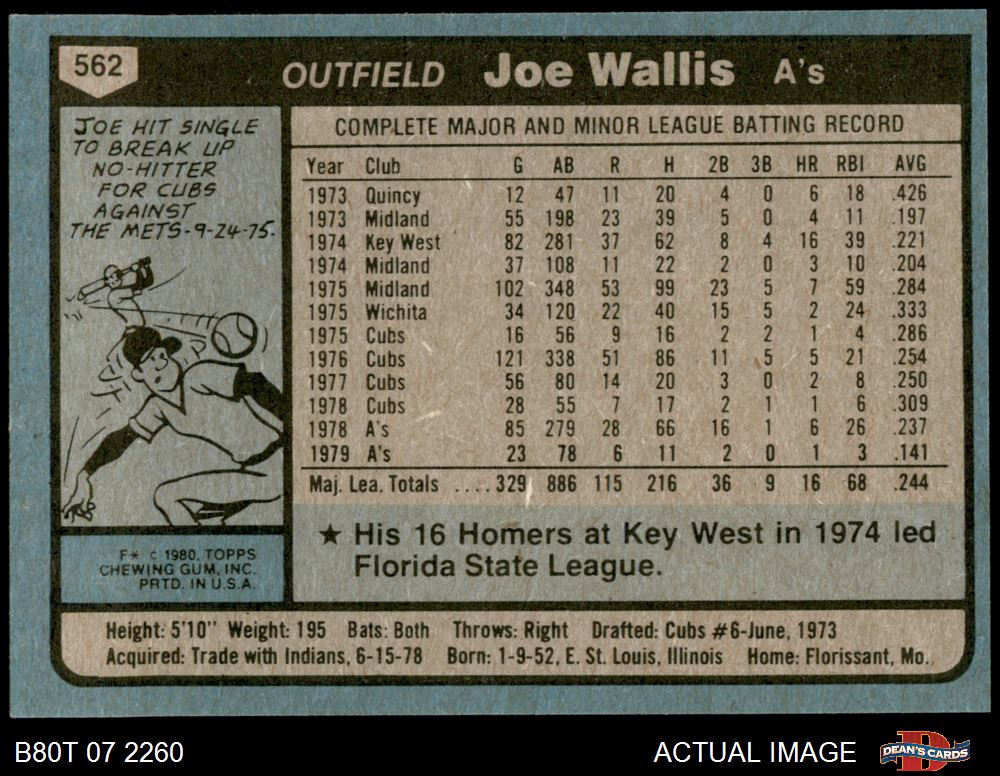 562
OUTFIELD Joe Wallis A's
JOE HIT SINGLE
TO BREAK UP
NO-HITTER
FOR CUBS
AGAINST
THE METS-9-24-75.
COMPLETE MAJOR AND MINOR LEAGUE BATTING RECORD
Year Club G AB R H 2B 3B HR RBI AVG
1973 Quincy 12 47 11 20 4 0 6 18 .426
1973 Midland 55 198 23 39 5 0 4 11 .197
1974 Key West 82 281 37 62 8 4 16 39 .221
1974 Midland 37 108 11 22 2 0 3 10 .204
1975 Midland 102 348 53 99 23 5 7 59 .284
1975 Wichita 34 120 22 40 15 5 2 24 .333
1975 Cubs 16 56 9 16 2 2 1 4 .286
1976 Cubs 121 338 51 86 11 5 5 21 .254
1977 Cubs 56 80 14 20 3 0 2 8 .250
1978 Cubs 28 55 7 17 2 1 1 6 .309
1978 A's 85 279 28 66 16 1 6 26 .237
1979 A's 23 78 6 11 2 0 1 3 .141
Maj. Lea. Totals ....329 886 115 216 36 9 16 68 .244
★ His 16 Homers at Key West in 1974 led
Florida State League.
F* © 1980, TOPPS
CHEWING GUM, INC.
PRTD. IN U.S.A.
Height: 5'10" Weight: 195 Bats: Both Throws: Right Drafted: Cubs #6-June, 1973
Acquired: Trade with Indians, 6-15-78 Born: 1-9-52, E. St. Louis, Illinois Home: Florissant, Mo.
B80T 07 2260
ACTUAL IMAGE
DEAN'S CARDS